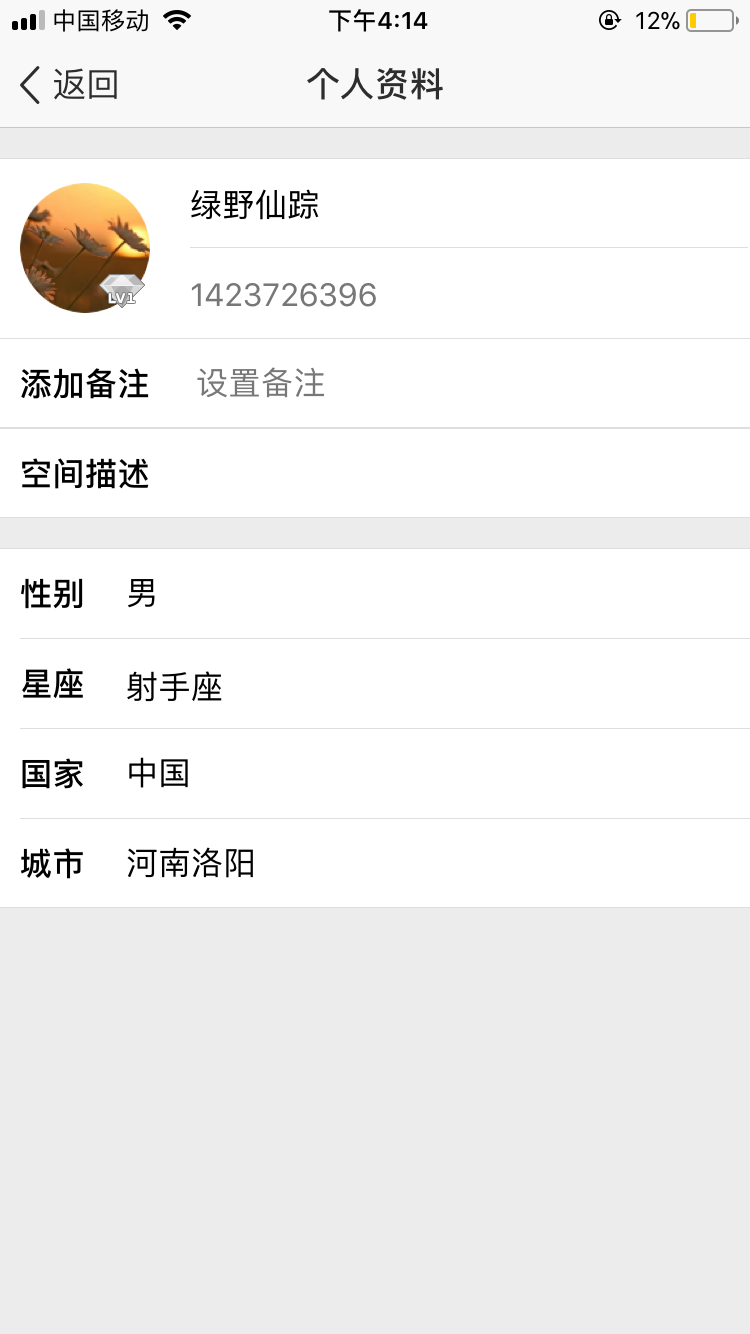 中国移动 下午4:14 12%
返回 个人资料
绿野仙踪
LV1
1423726396
添加备注 设置备注
空间描述
性别 男
星座 射手座
国家 中国
城市 河南洛阳